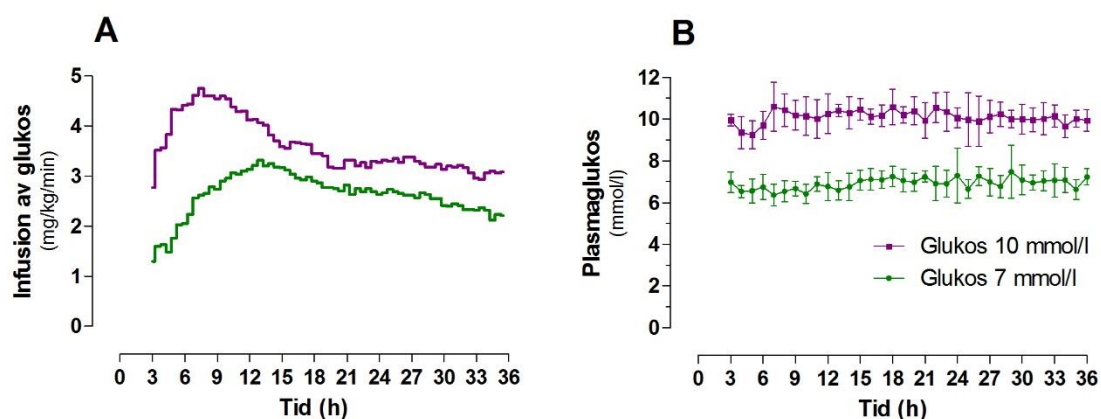 A
Infusion av glukos
(mg/kg/min)
5
4
3
2
1
0
0 3 6 9 12 15 18 21 24 27 30 33 36
Tid (h)
B
Plasmaglukos
(mmol/l)
12
10
8
6
4
2
0
Glukos 10 mmol/l
Glukos 7 mmol/l
0 3 6 9 12 15 18 21 24 27 30 33 36
Tid (h)